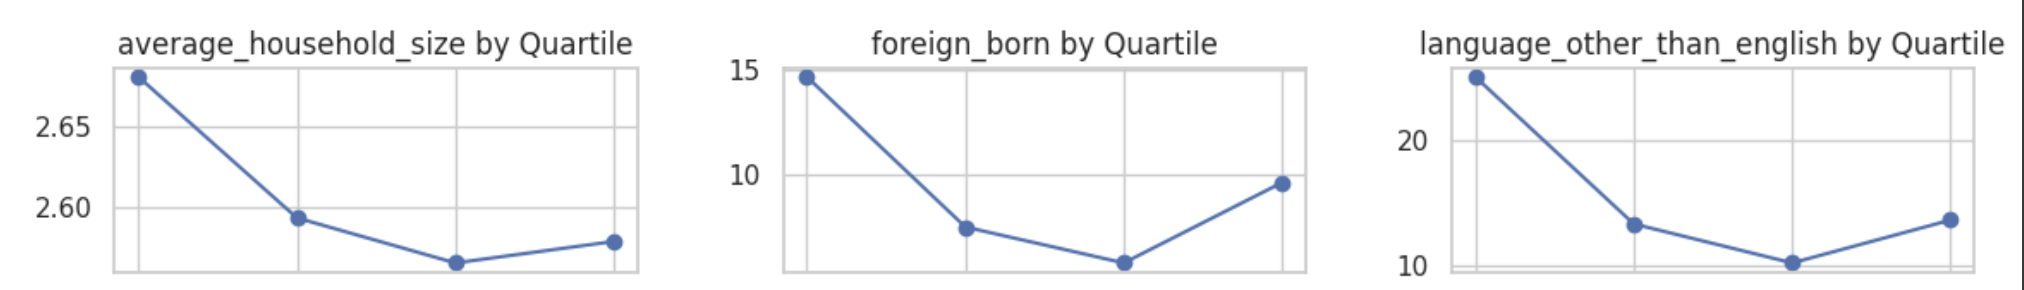 average_household_size by Quartile
2.65
2.60
foreign_born by Quartile
15
10
language_other_than_english by Quartile
20
10